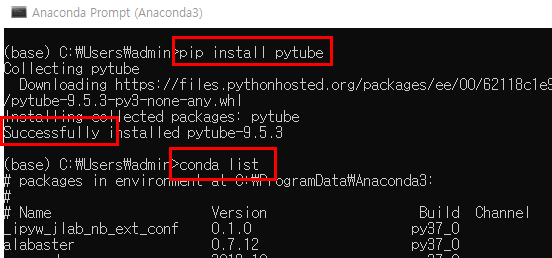 Anaconda Prompt (Anaconda3)
(base) C:₩Users₩admin>pip install pytube
Collecting pytube
Downloading https://files.pythonhosted.org/packages/ee/00/62118c1e9
/pytube-9.5.3-py3-none-any.whl
Installing collected packages: pytube
Successfully installed pytube-9.5.3
(base) C:₩Users₩admin>conda list
# packages in environment at C:₩ProgramData₩Anaconda3:
#
# Name Version Build Channel
_ipyw_jlab_nb_ext_conf 0.1.0 py37_0
alabaster 0.7.12 py37_0